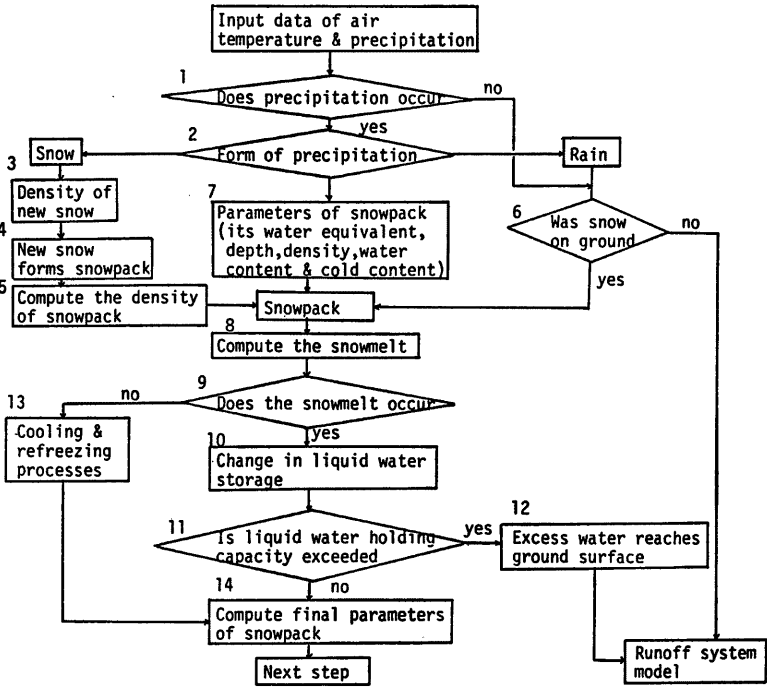 Input data of air
temperature & precipitation
1
Does precipitation occur
no
yes
2
Form of precipitation
Snow
Rain
3
Density of
new snow
7
Parameters of snowpack
(its water equivalent,
depth,density,water
content & cold content)
6
Was snow
on ground
no
yes
4
New snow
forms snowpack
5
Compute the density
of snowpack
Snowpack
8
Compute the snowmelt
9
Does the snowmelt occur
no
yes
13
Cooling &
refreezing
processes
10
Change in liquid water
storage
11
Is liquid water holding
capacity exceeded
yes
no
12
Excess water reaches
ground surface
14
Compute final parameters
of snowpack
Next step
Runoff system
model